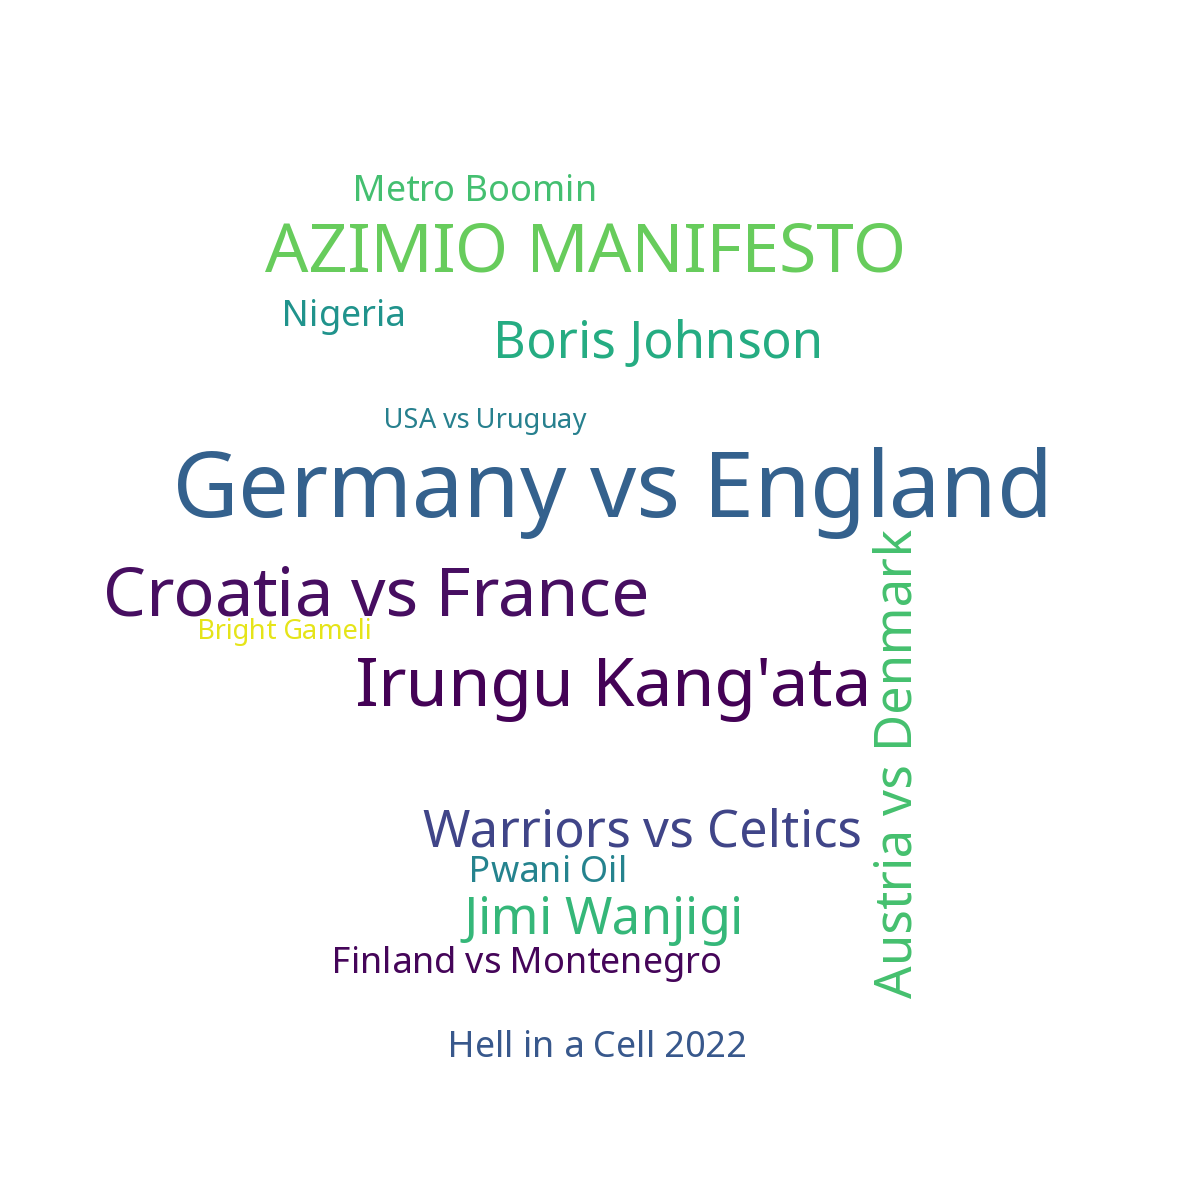 Metro Boomin
AZIMIO MANIFESTO
Nigeria
Boris Johnson
USA vs Uruguay
Germany vs England
Croatia vs France
Bright Gameli
Irungu Kang'ata
Austria vs Denmark
Warriors vs Celtics
Pwani Oil
Jimi Wanjigi
Finland vs Montenegro
Hell in a Cell 2022